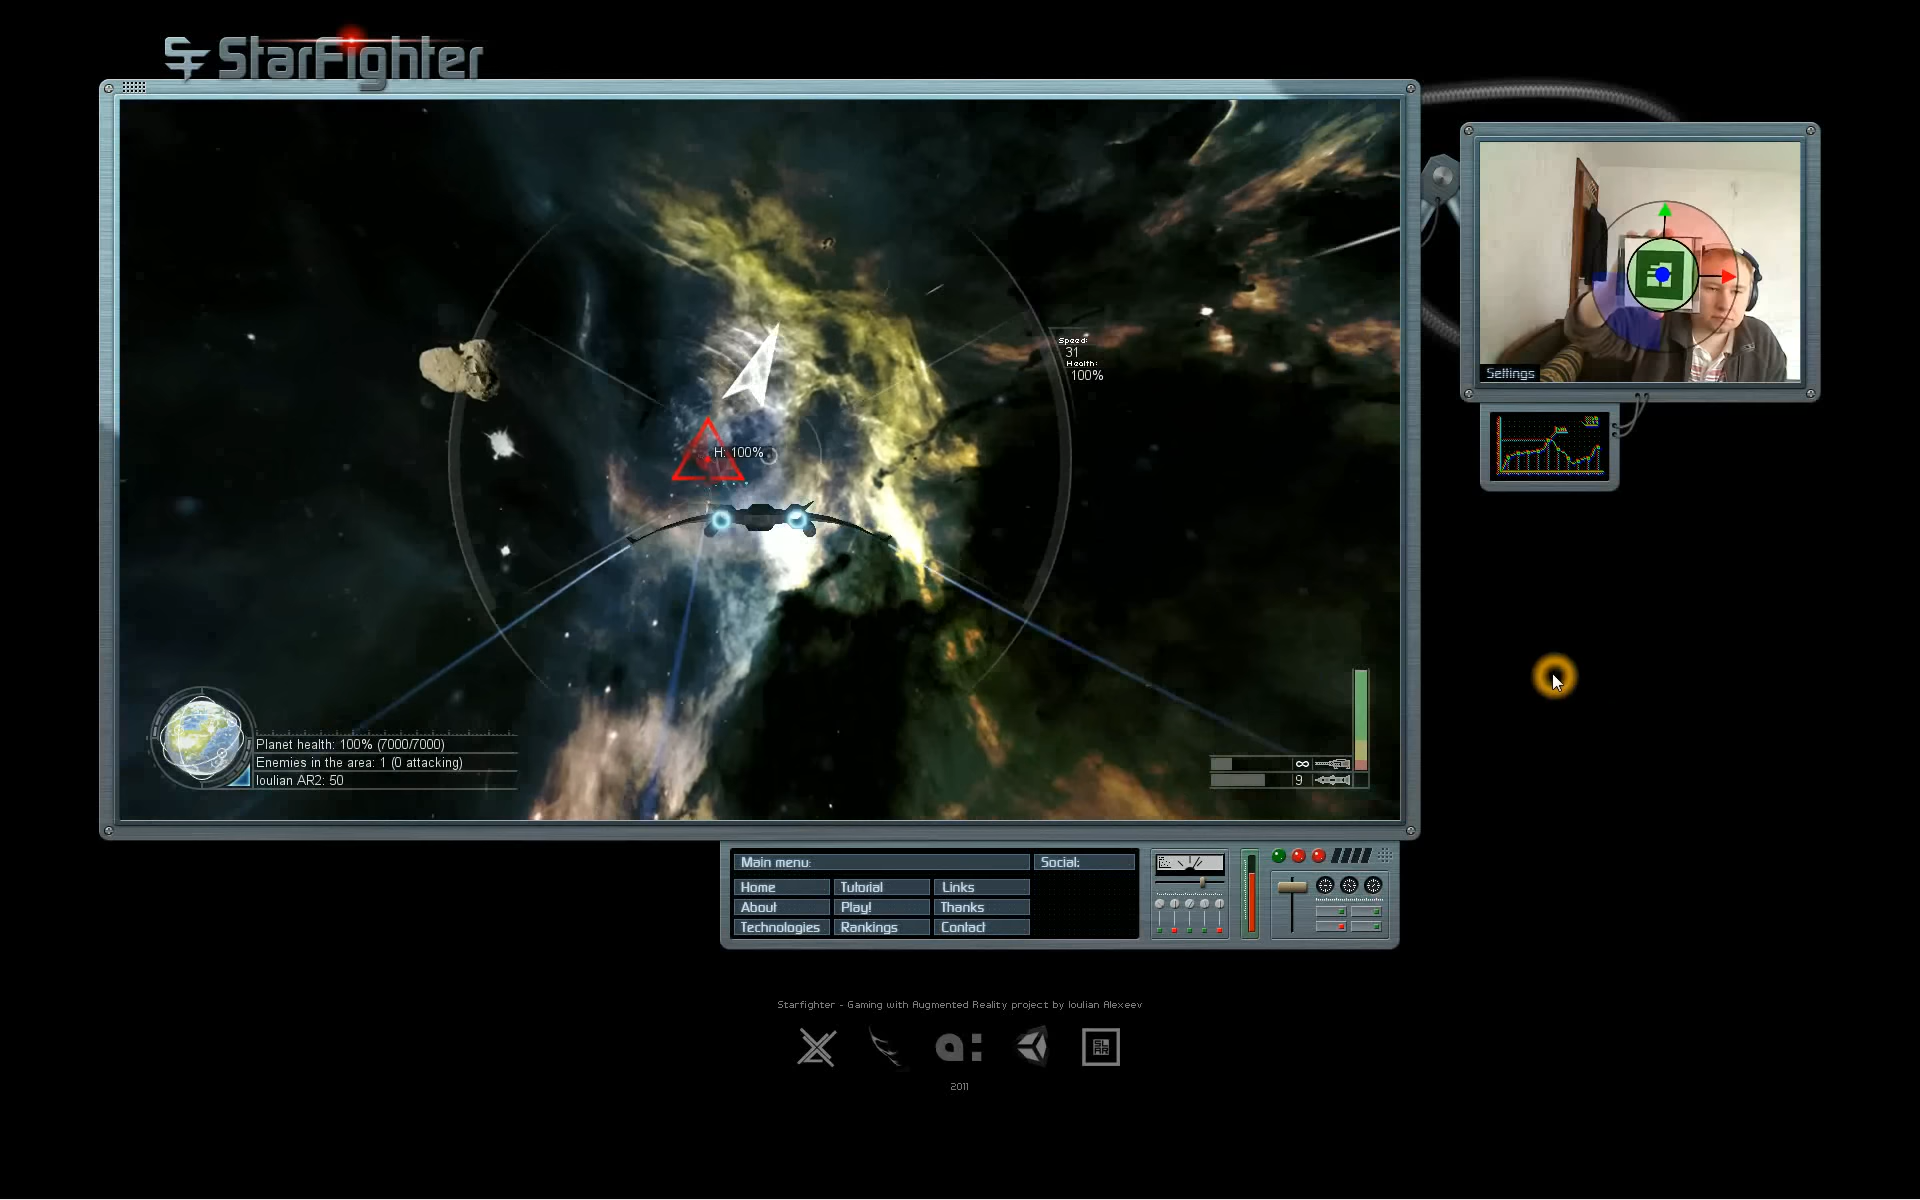 StarFighter
Speed:
31
Health:
100%
H: 100%
Settings
Planet health: 100% (7000/7000)
Enemies in the area: 1 (0 attacking)
Ioulian AR2: 50
∞
9
Main menu:
Social:
Home Tutorial Links
About Play! Thanks
Technologies Rankings Contact
Starfighter - Gaming with Augmented Reality project by Ioulian Alexeev
a:
2011